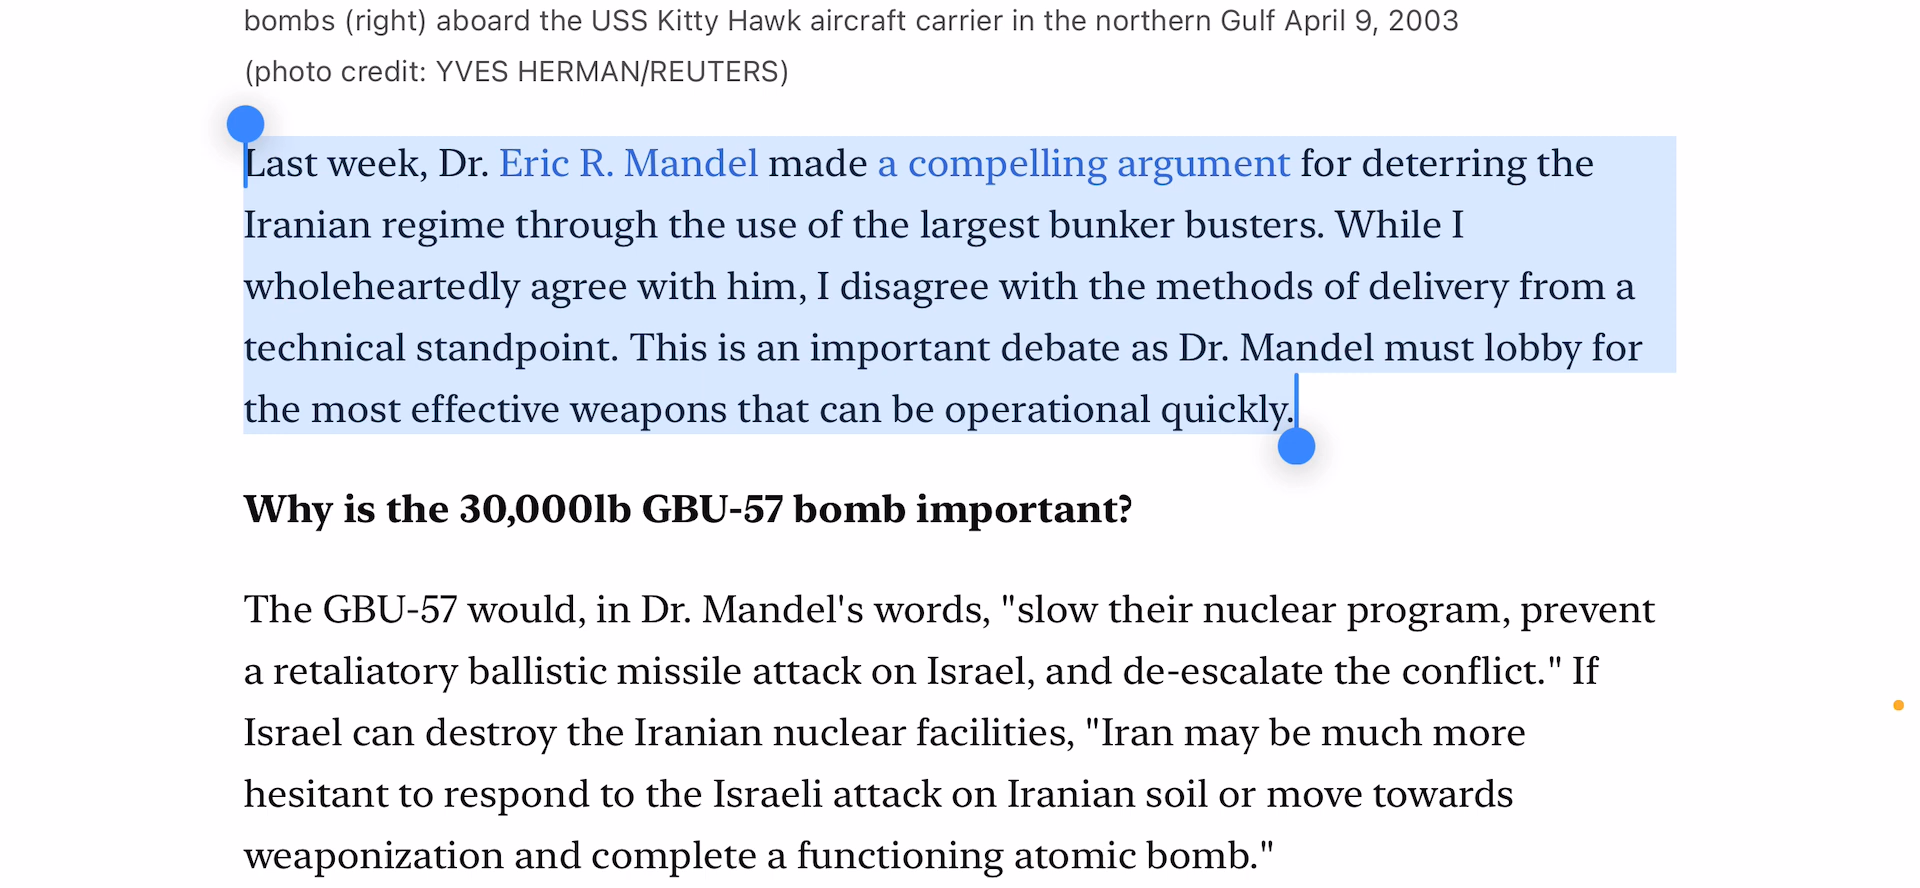 bombs (right) aboard the USS Kitty Hawk aircraft carrier in the northern Gulf April 9, 2003
(photo credit: YVES HERMAN/REUTERS)
Last week, Dr. Eric R. Mandel made a compelling argument for deterring the
Iranian regime through the use of the largest bunker busters. While I
wholeheartedly agree with him, I disagree with the methods of delivery from a
technical standpoint. This is an important debate as Dr. Mandel must lobby for
the most effective weapons that can be operational quickly.
Why is the 30,000lb GBU-57 bomb important?
The GBU-57 would, in Dr. Mandel's words, "slow their nuclear program, prevent
a retaliatory ballistic missile attack on Israel, and de-escalate the conflict." If
Israel can destroy the Iranian nuclear facilities, "Iran may be much more
hesitant to respond to the Israeli attack on Iranian soil or move towards
weaponization and complete a functioning atomic bomb."